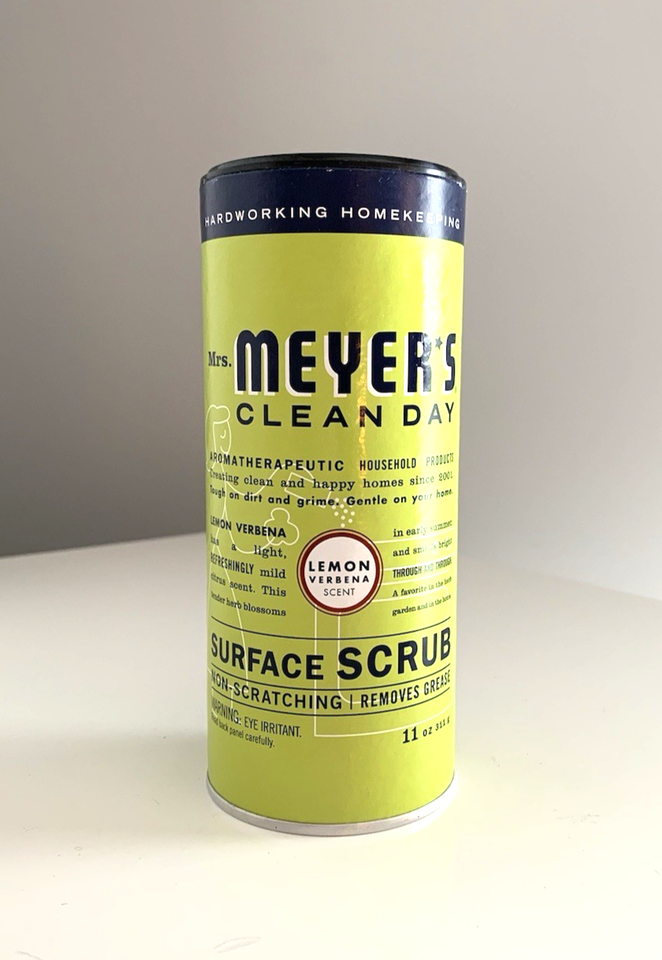 HARDWORKING HOMEKEEPING
Mrs. MEYER'S
CLEAN DAY
AROMATHERAPEUTIC HOUSEHOLD PRODUCTS
Creating clean and happy homes since 2001.
Tough on dirt and grime. Gentle on your home.
LEMON VERBENA
has a light,
REFRESHINGLY mild
citrus scent. This
tender herb blossoms
LEMON
VERBENA
SCENT
in early summer
and smells bright
THROUGH AND THROUGH.
A favorite in the herb
garden and in the home.
SURFACE SCRUB
NON-SCRATCHING | REMOVES GREASE
WARNING: EYE IRRITANT.
Read back panel carefully.
11 oz 311 g